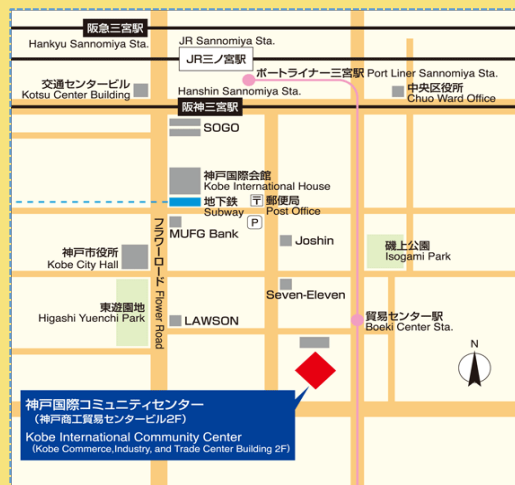 阪急三宮駅
Hankyu Sannomiya Sta.
JR Sannomiya Sta.
JR三ノ宮駅
ポートライナー三宮駅 Port Liner Sannomiya Sta.
交通センタービル
Kotsu Center Building
Hanshin Sannomiya Sta.
中央区役所
Chuo Ward Office
阪神三宮駅
SOGO
神戸国際会館
Kobe International House
地下鉄
Subway
〒 郵便局
Post Office
P
MUFG Bank
フラワーロード Flower Road
Joshin
磯上公園
Isogami Park
神戸市役所
Kobe City Hall
Seven-Eleven
東遊園地
Higashi Yuenchi Park
LAWSON
貿易センター駅
Boeki Center Sta.
N
神戸国際コミュニティセンター
（神戸商工貿易センタービル2F）
Kobe International Community Center
（Kobe Commerce,Industry, and Trade Center Building 2F）